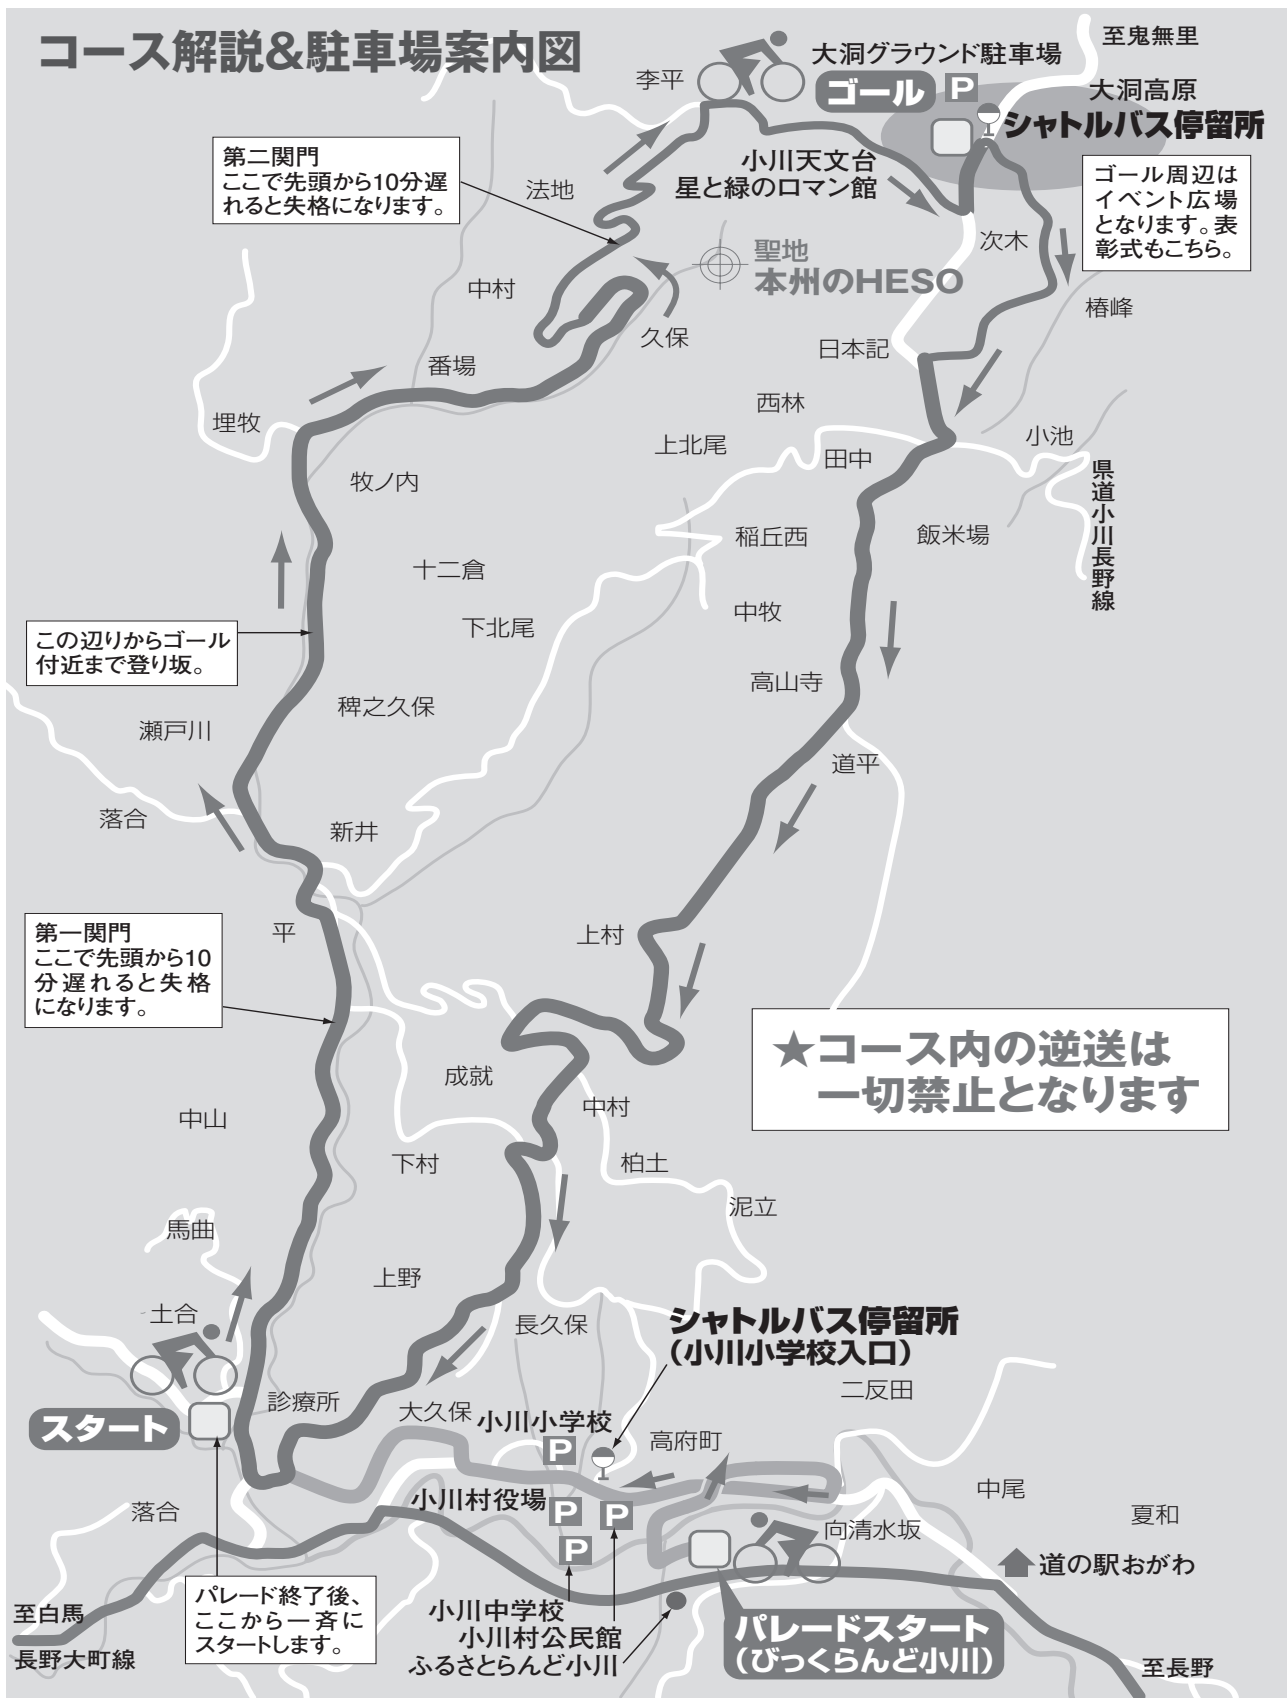 コース解説&駐車場案内図
至鬼無里
大洞グラウンド駐車場
ゴール
P
李平
大洞高原
シャトルバス停留所
第二関門
ここで先頭から10分遅
れると失格になります。
小川天文台
星と緑のロマン館
法地
ゴール周辺は
イベント広場
となります。表
彰式もこちら。
次木
聖地
本州のHESO
中村
椿峰
久保
日本記
番場
西林
埋牧
小池
上北尾
田中
県道小川長野線
牧ノ内
稲丘西
飯米場
十二倉
中牧
下北尾
この辺りからゴール
付近まで登り坂。
高山寺
稗之久保
瀬戸川
道平
落合
新井
第一関門
ここで先頭から10
分遅れると失格
になります。
平
上村
★コース内の逆送は
一切禁止となります
成就
中村
中山
下村
柏土
泥立
馬曲
上野
土合
長久保
シャトルバス停留所
(小川小学校入口)
二反田
診療所
大久保
スタート
小川小学校
P
高府町
中尾
小川村役場
P
P
落合
夏和
向清水坂
P
道の駅おがわ
パレード終了後、
ここから一斉に
スタートします。
至白馬
長野大町線
小川中学校
小川村公民館
ふるさとらんど小川
パレードスタート
(びっくらんど小川)
至長野